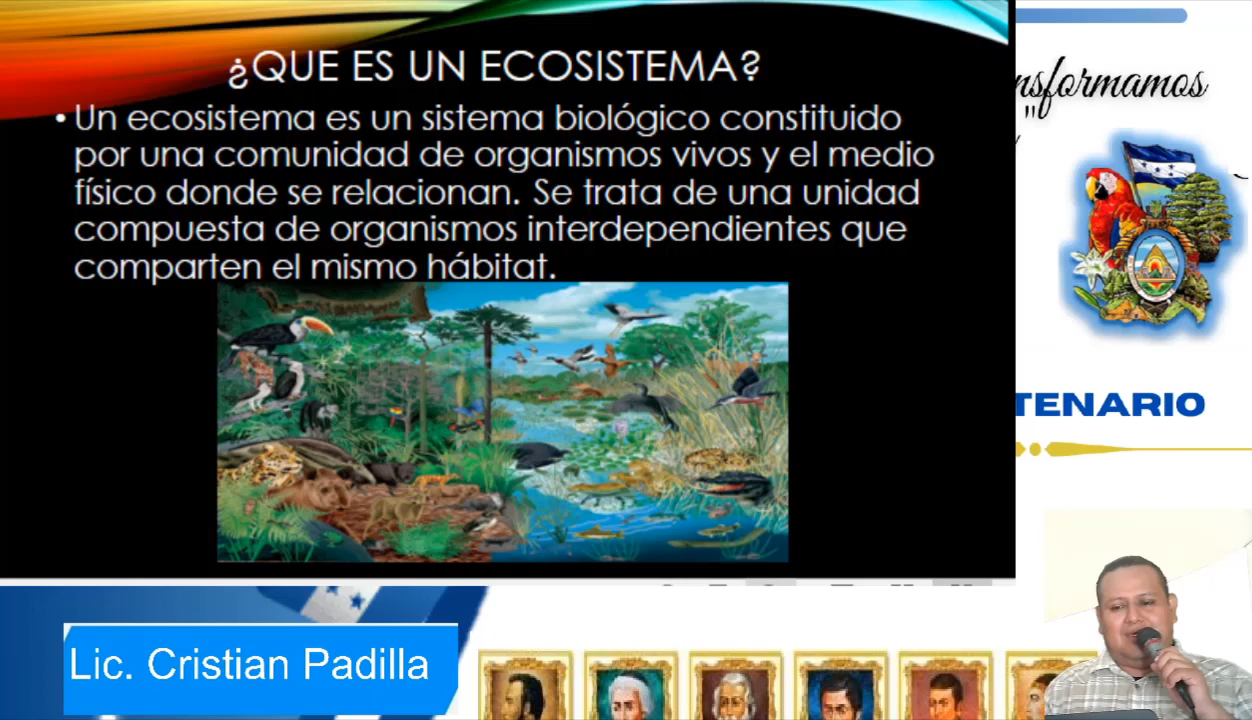 ¿QUE ES UN ECOSISTEMA?
• Un ecosistema es un sistema biológico constituido
por una comunidad de organismos vivos y el medio
físico donde se relacionan. Se trata de una unidad
compuesta de organismos interdependientes que
comparten el mismo hábitat.
nsformamos
TENARIO
Lic. Cristian Padilla